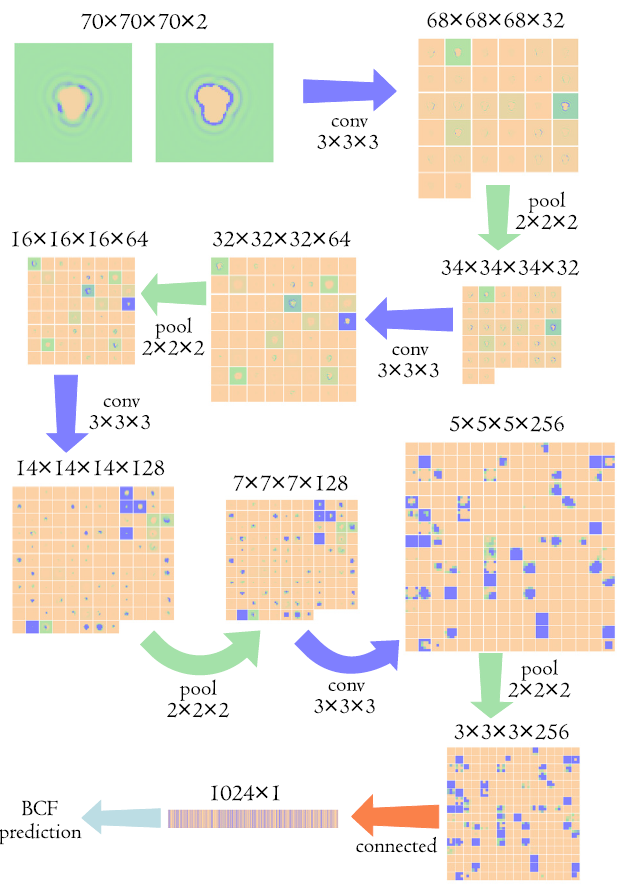 70×70×70×2
68×68×68×32
conv
3×3×3
pool
2×2×2
16×16×16×64
32×32×32×64
34×34×34×32
pool
2×2×2
conv
3×3×3
conv
3×3×3
5×5×5×256
14×14×14×128
7×7×7×128
pool
2×2×2
conv
3×3×3
pool
2×2×2
3×3×3×256
1024×1
BCF
prediction
connected